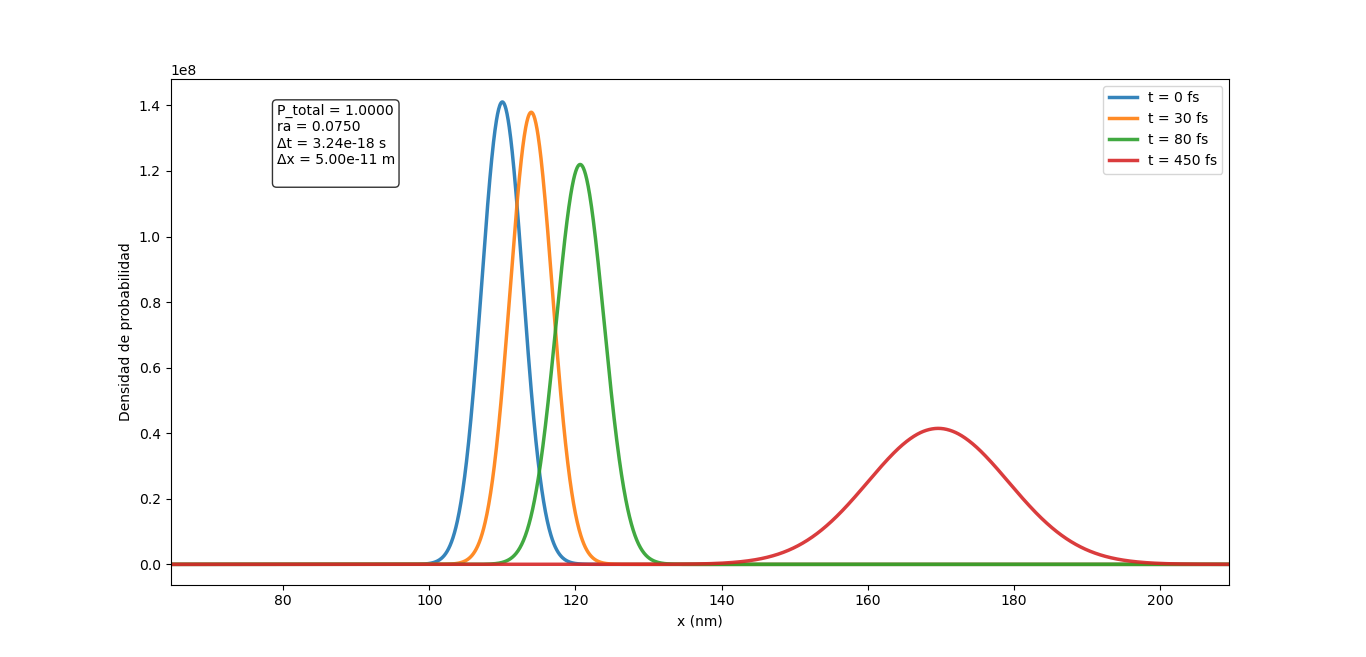 1e8
P_total = 1.0000
ra = 0.0750
Δt = 3.24e-18 s
Δx = 5.00e-11 m
t = 0 fs
t = 30 fs
t = 80 fs
t = 450 fs
1.4
1.2
1.0
0.8
0.6
0.4
0.2
0.0
Densidad de probabilidad
80 100 120 140 160 180 200
x (nm)